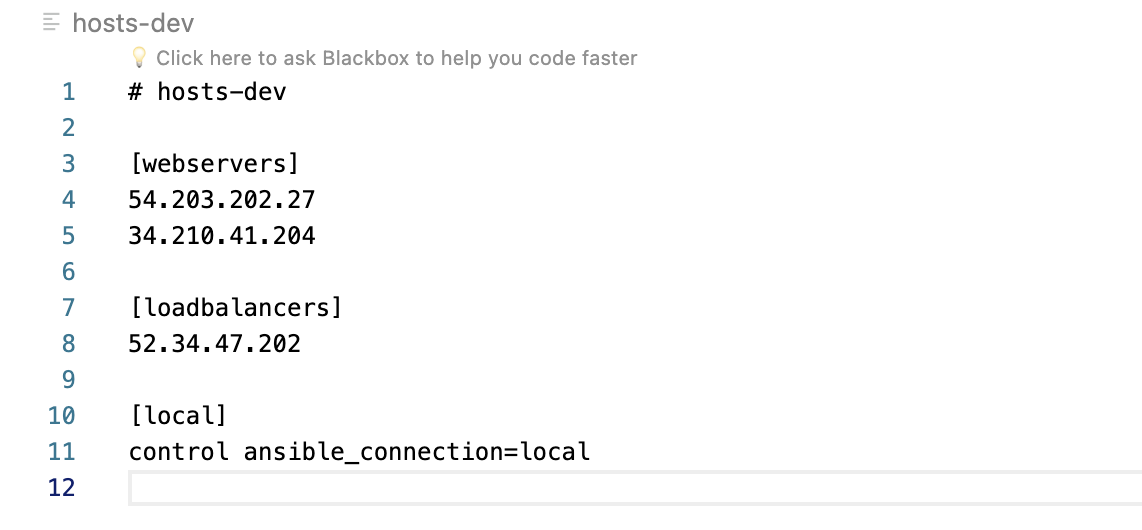 hosts-dev
💡 Click here to ask Blackbox to help you code faster
1 # hosts-dev
2
3 [webservers]
4 54.203.202.27
5 34.210.41.204
6
7 [loadbalancers]
8 52.34.47.202
9
10 [local]
11 control ansible_connection=local
12